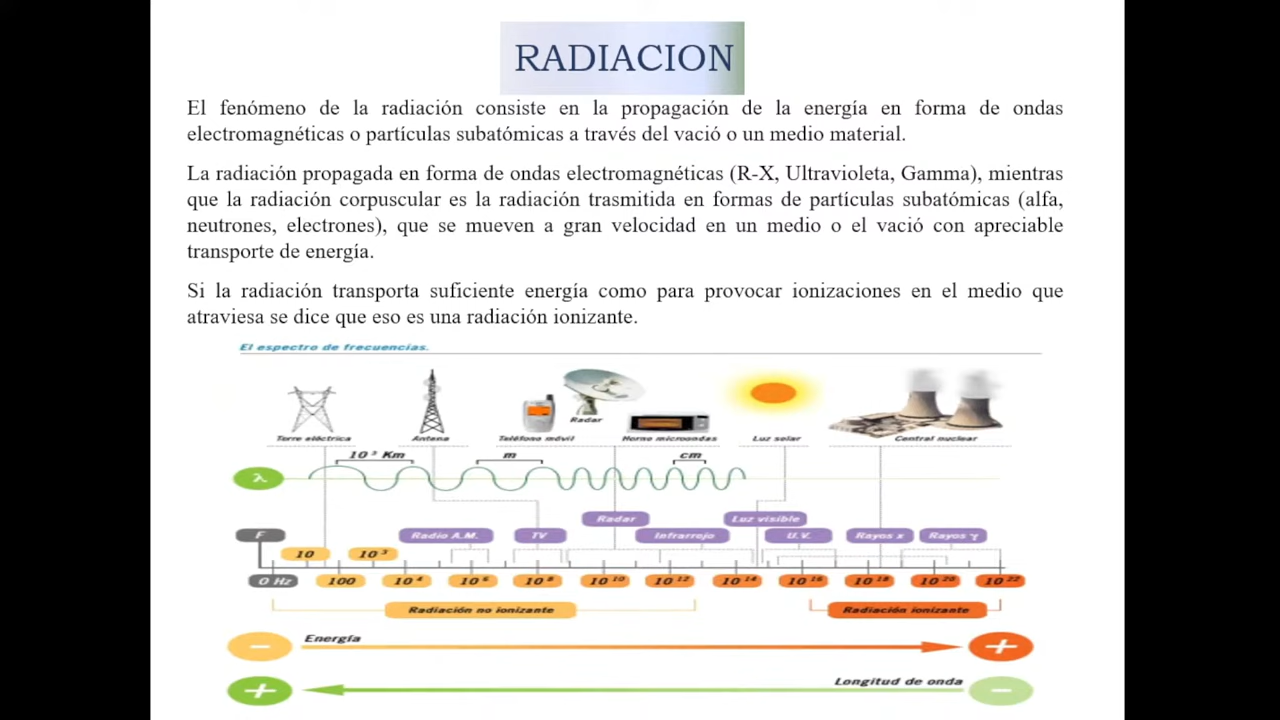 RADIACION
El fenómeno de la radiación consiste en la propagación de la energía en forma de ondas
electromagnéticas o partículas subatómicas a través del vació o un medio material.
La radiación propagada en forma de ondas electromagnéticas (R-X, Ultravioleta, Gamma), mientras
que la radiación corpuscular es la radiación trasmitida en formas de partículas subatómicas (alfa,
neutrones, electrones), que se mueven a gran velocidad en un medio o el vació con apreciable
transporte de energía.
Si la radiación transporta suficiente energía como para provocar ionizaciones en el medio que
atraviesa se dice que eso es una radiación ionizante.
El espectro de frecuencias.
Radar
Torre eléctrica Antena Teléfono móvil Horno microondas Luz solar Central nuclear
10³ Km m cm
λ
Radar Luz visible
F Radio A.M. TV Infrarrojo U.V. Rayos x Rayos γ
10 10³
0 Hz 100 10⁴ 10⁶ 10⁸ 10¹⁰ 10¹² 10¹⁴ 10¹⁶ 10¹⁸ 10²⁰ 10²²
Radiación no ionizante Radiación ionizante
Energía
− +
Longitud de onda
+ −